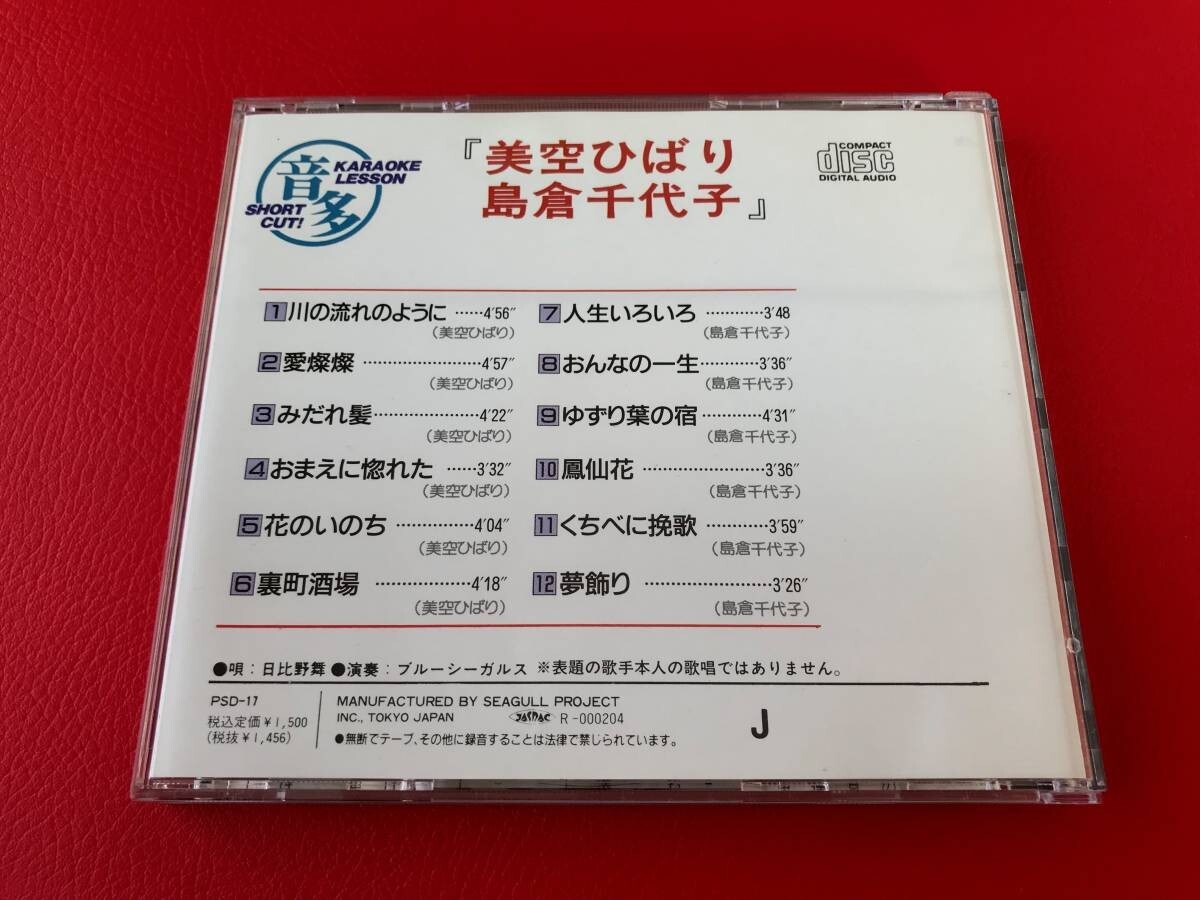 音多
KARAOKE
LESSON
SHORT
CUT!
『美空ひばり
島倉千代子』
COMPACT
disc
DIGITAL AUDIO
1 川の流れのように ……4'56"
(美空ひばり)
2 愛燦燦 …………………4'57"
(美空ひばり)
3 みだれ髪…………………4'22"
(美空ひばり)
4 おまえに惚れた ……3'32"
(美空ひばり)
5 花のいのち ……………4'04"
(美空ひばり)
6 裏町酒場 ………………4'18"
(美空ひばり)
7 人生いろいろ …………3'48
(島倉千代子)
8 おんなの一生…………3'36"
(島倉千代子)
9 ゆずり葉の宿 …………4'31"
(島倉千代子)
10 鳳仙花 ……………………3'36"
(島倉千代子)
11 くちべに挽歌 …………3'59"
(島倉千代子)
12 夢飾り ……………………3'26"
(島倉千代子)
●唄：日比野舞 ●演奏：ブルーシーガルス ※表題の歌手本人の歌唱ではありません。
PSD-17
税込定価¥1,500
(税抜¥1,456)
MANUFACTURED BY SEAGULL PROJECT
INC., TOKYO JAPAN JASRAC R-000204
●無断でテープ、その他に録音することは法律で禁じられています。
J